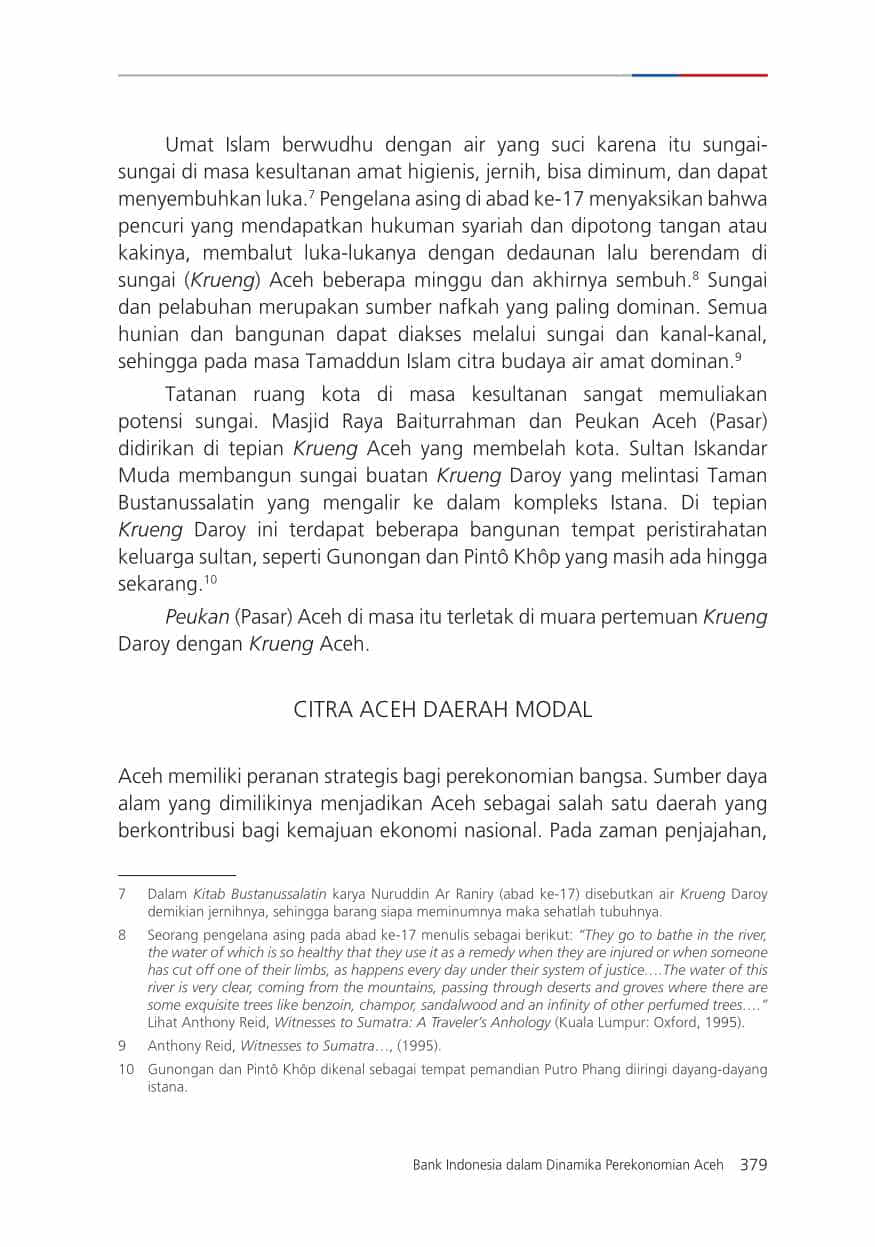 Umat Islam berwudhu dengan air yang suci karena itu sungai-
sungai di masa kesultanan amat higienis, jernih, bisa diminum, dan dapat
menyembuhkan luka.7 Pengelana asing di abad ke-17 menyaksikan bahwa
pencuri yang mendapatkan hukuman syariah dan dipotong tangan atau
kakinya, membalut luka-lukanya dengan dedaunan lalu berendam di
sungai (Krueng) Aceh beberapa minggu dan akhirnya sembuh.8 Sungai
dan pelabuhan merupakan sumber nafkah yang paling dominan. Semua
hunian dan bangunan dapat diakses melalui sungai dan kanal-kanal,
sehingga pada masa Tamaddun Islam citra budaya air amat dominan.9
Tatanan ruang kota di masa kesultanan sangat memuliakan
potensi sungai. Masjid Raya Baiturrahman dan Peukan Aceh (Pasar)
didirikan di tepian Krueng Aceh yang membelah kota. Sultan Iskandar
Muda membangun sungai buatan Krueng Daroy yang melintasi Taman
Bustanussalatin yang mengalir ke dalam kompleks Istana. Di tepian
Krueng Daroy ini terdapat beberapa bangunan tempat peristirahatan
keluarga sultan, seperti Gunongan dan Pintô Khôp yang masih ada hingga
sekarang.10
Peukan (Pasar) Aceh di masa itu terletak di muara pertemuan Krueng
Daroy dengan Krueng Aceh.
CITRA ACEH DAERAH MODAL
Aceh memiliki peranan strategis bagi perekonomian bangsa. Sumber daya
alam yang dimilikinya menjadikan Aceh sebagai salah satu daerah yang
berkontribusi bagi kemajuan ekonomi nasional. Pada zaman penjajahan,
7 Dalam Kitab Bustanussalatin karya Nuruddin Ar Raniry (abad ke-17) disebutkan air Krueng Daroy
demikian jernihnya, sehingga barang siapa meminumnya maka sehatlah tubuhnya.
8 Seorang pengelana asing pada abad ke-17 menulis sebagai berikut: “They go to bathe in the river,
the water of which is so healthy that they use it as a remedy when they are injured or when someone
has cut off one of their limbs, as happens every day under their system of justice….The water of this
river is very clear, coming from the mountains, passing through deserts and groves where there are
some exquisite trees like benzoin, champor, sandalwood and an infinity of other perfumed trees….“
Lihat Anthony Reid, Witnesses to Sumatra: A Traveler’s Anhology (Kuala Lumpur: Oxford, 1995).
9 Anthony Reid, Witnesses to Sumatra…, (1995).
10 Gunongan dan Pintô Khôp dikenal sebagai tempat pemandian Putro Phang diiringi dayang-dayang
istana.
Bank Indonesia dalam Dinamika Perekonomian Aceh 379